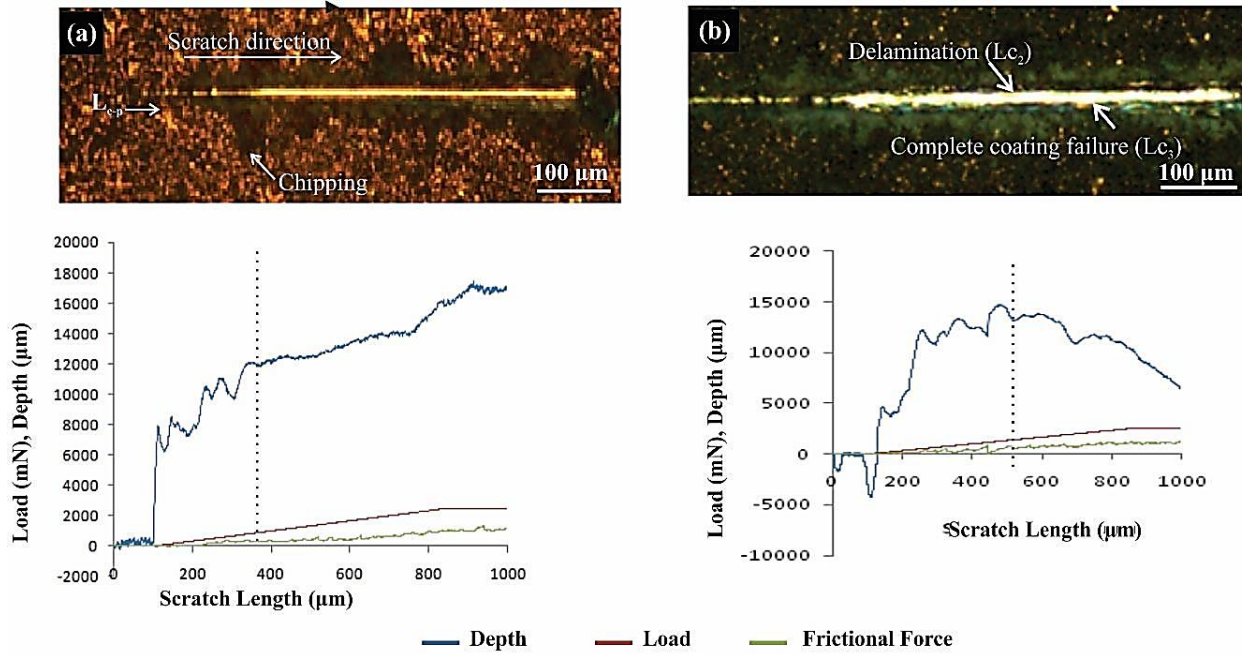 (a)
Scratch direction
Lc-p
Chipping
100 µm
(b)
Delamination (Lc2)
Complete coating failure (Lc3)
100 µm
Load (mN), Depth (µm)
20000
18000
16000
14000
12000
10000
8000
6000
4000
2000
0
-2000
0 200 400 600 800 1000
Scratch Length (µm)
Load (mN), Depth (µm)
20000
15000
10000
5000
0
-5000
-10000
0 200 400 600 800 1000
Scratch Length (µm)
Depth Load Frictional Force